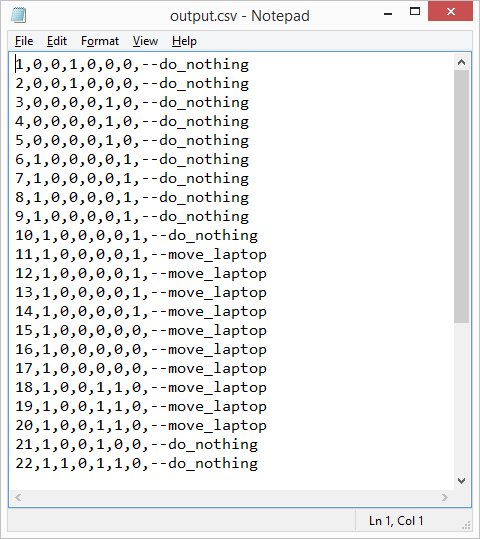 output.csv - Notepad
File Edit Format View Help
1,0,0,1,0,0,0,--do_nothing
2,0,0,1,0,0,0,--do_nothing
3,0,0,0,0,1,0,--do_nothing
4,0,0,0,0,1,0,--do_nothing
5,0,0,0,0,1,0,--do_nothing
6,1,0,0,0,0,1,--do_nothing
7,1,0,0,0,0,1,--do_nothing
8,1,0,0,0,0,1,--do_nothing
9,1,0,0,0,0,1,--do_nothing
10,1,0,0,0,0,1,--do_nothing
11,1,0,0,0,0,1,--move_laptop
12,1,0,0,0,0,1,--move_laptop
13,1,0,0,0,0,1,--move_laptop
14,1,0,0,0,0,1,--move_laptop
15,1,0,0,0,0,0,--move_laptop
16,1,0,0,0,0,0,--move_laptop
17,1,0,0,0,0,0,--move_laptop
18,1,0,0,1,1,0,--move_laptop
19,1,0,0,1,1,0,--move_laptop
20,1,0,0,1,1,0,--move_laptop
21,1,0,0,1,0,0,--do_nothing
22,1,1,0,1,1,0,--do_nothing
Ln 1, Col 1